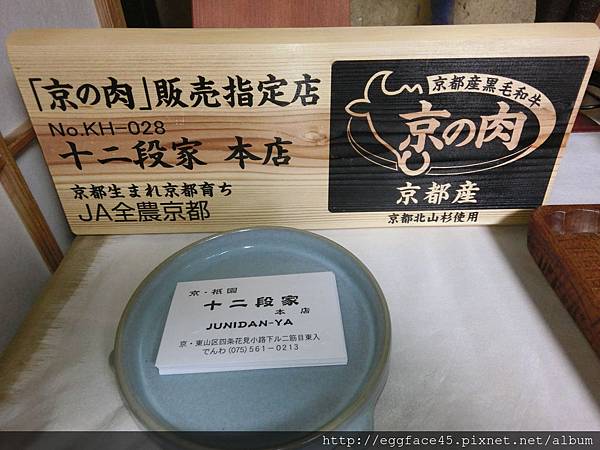 「京の肉」販売指定店
No.KH-028
十二段家 本店
京都生まれ京都育ち
JA全農京都
京都産黒毛和牛
京の肉
京都産
京都北山杉使用
京・祇園
十二段家
本店
JUNIDAN-YA
京・東山区四条花見小路下ル二筋目東入
でんわ(075)561-0213
http://eggface45.pixnet.net/album